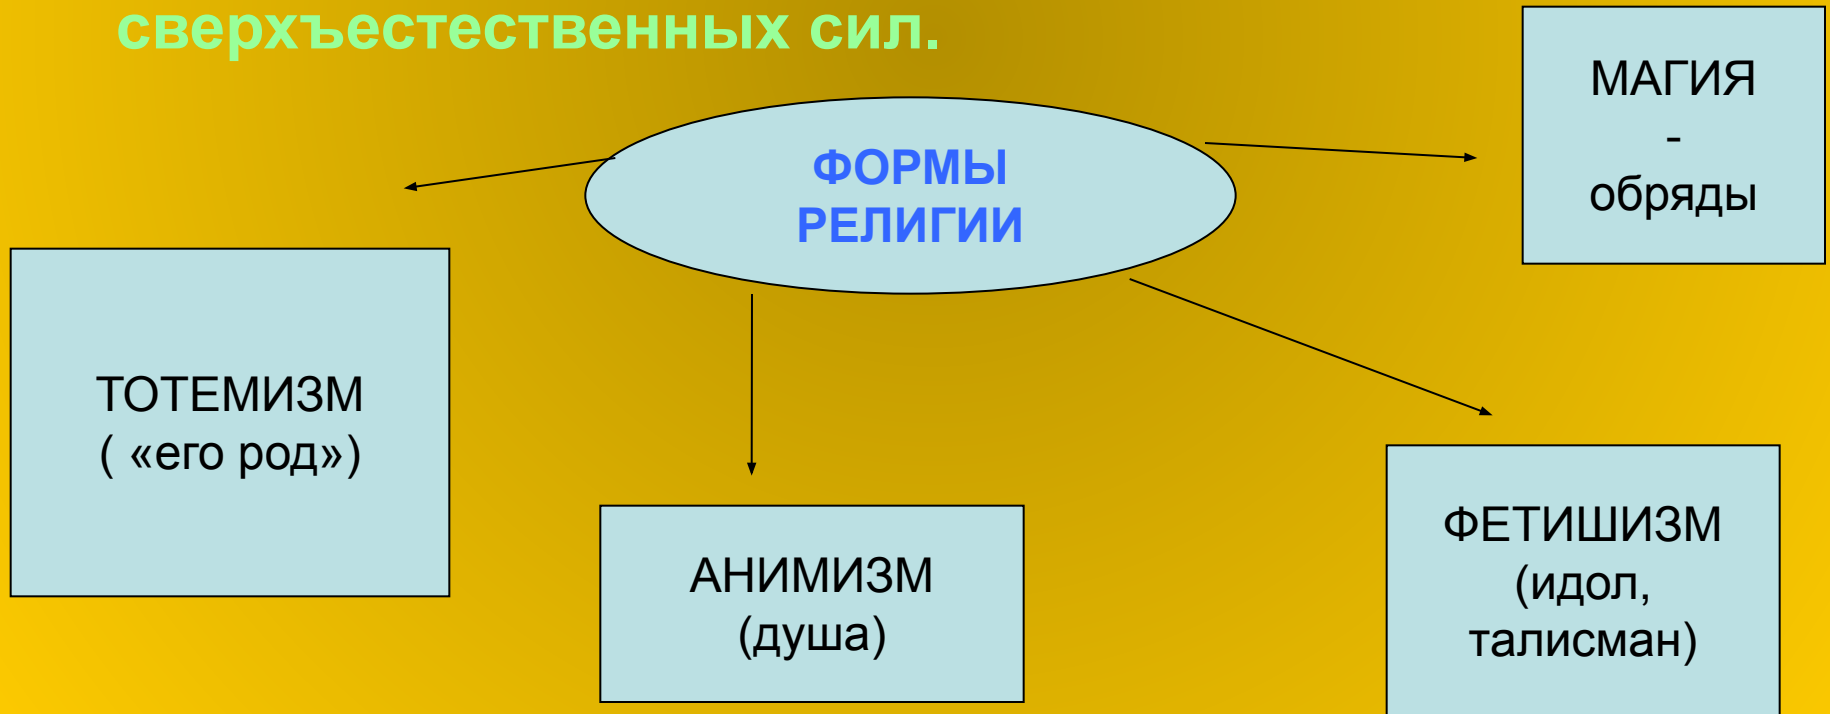 сверхъестественных сил.
ФОРМЫ
РЕЛИГИИ
МАГИЯ
-
обряды
ТОТЕМИЗМ
( «его род»)
АНИМИЗМ
(душа)
ФЕТИШИЗМ
(идол,
талисман)